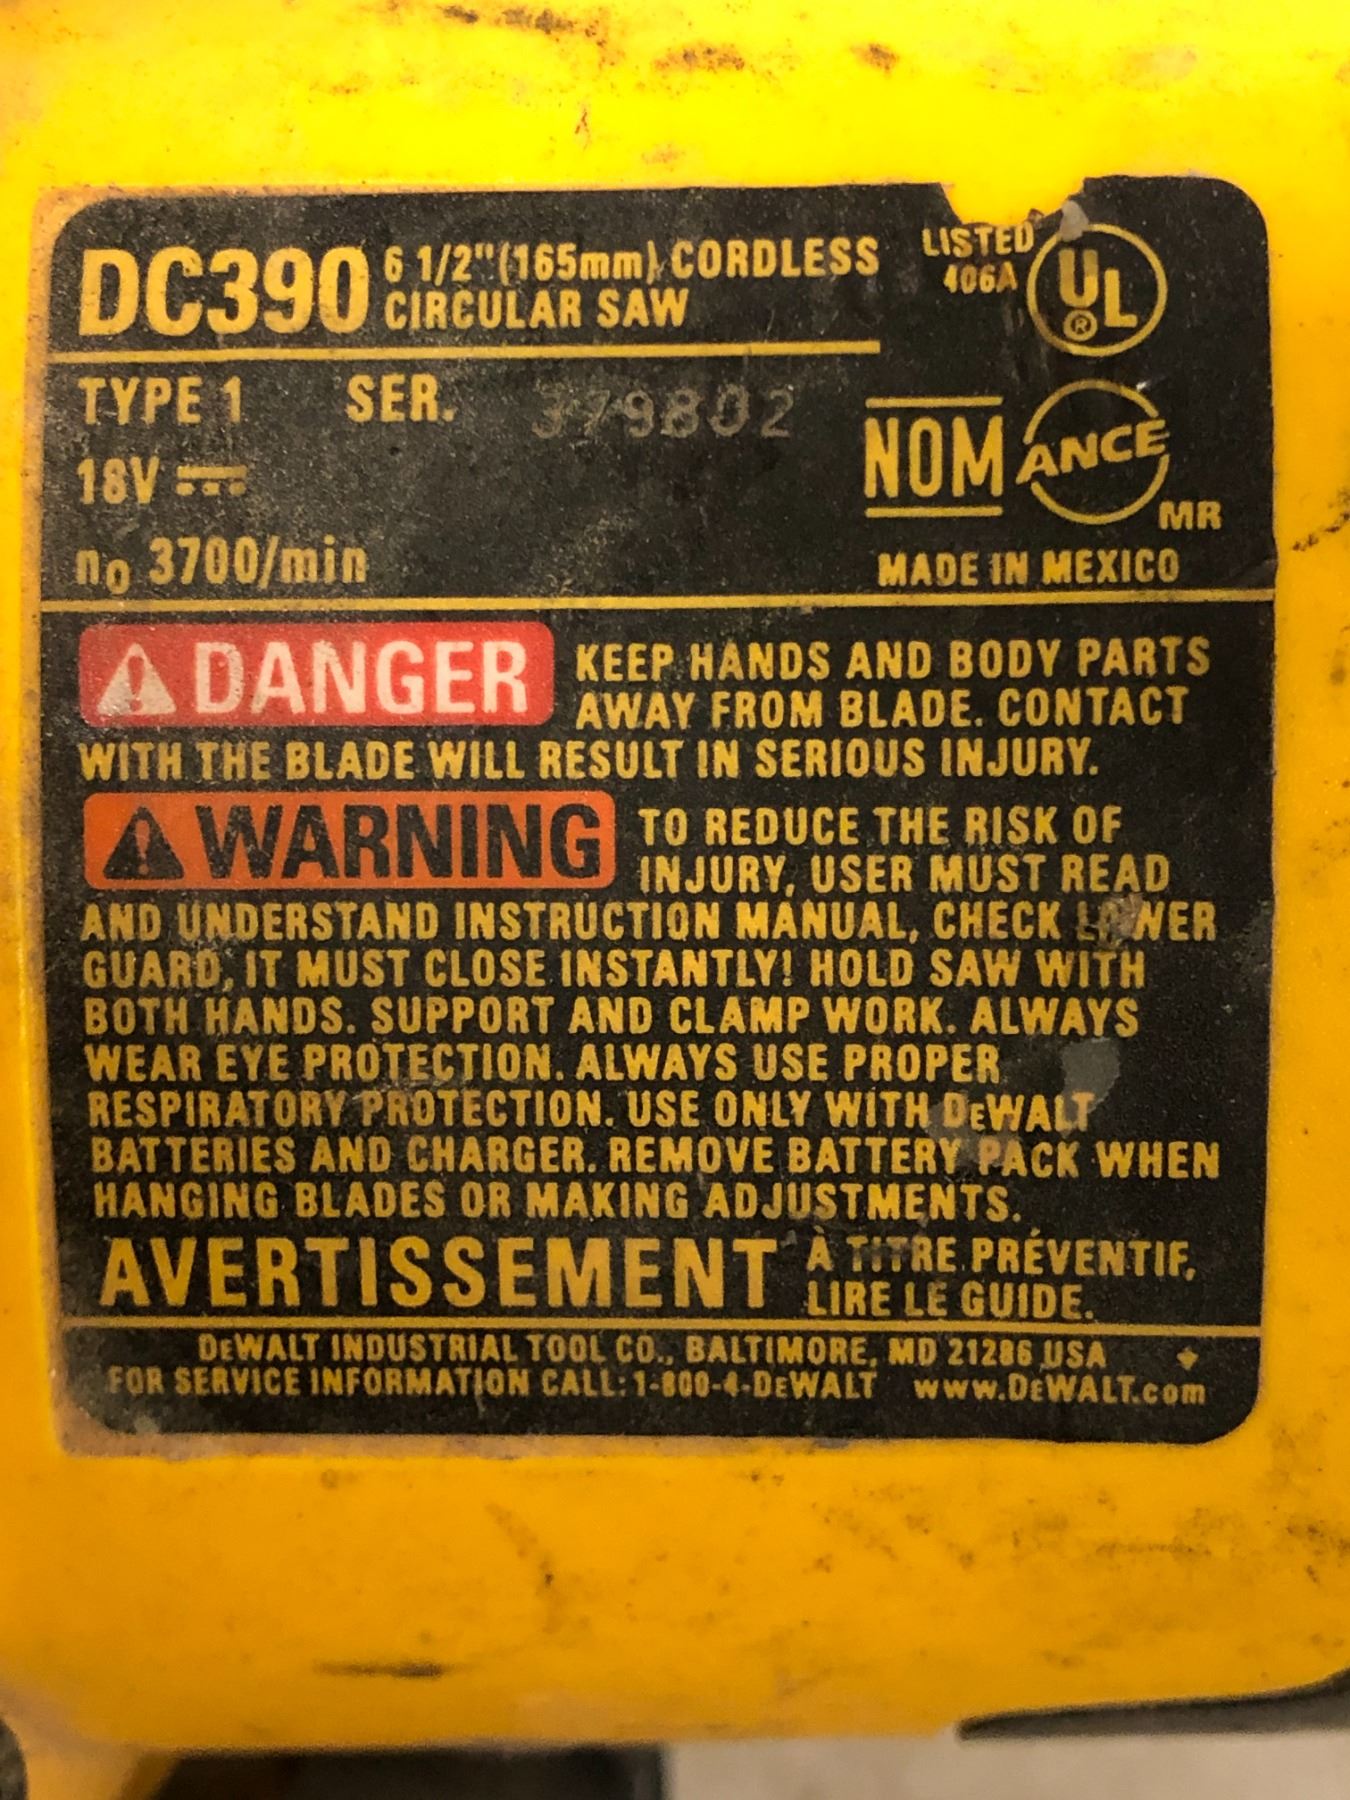 DC390 6 1/2"(165mm) CORDLESS
CIRCULAR SAW
LISTED
406A
UL
®
TYPE 1 SER. 379802
18V
NOM ANCE MR
no 3700/min
MADE IN MEXICO
DANGER KEEP HANDS AND BODY PARTS
AWAY FROM BLADE. CONTACT
WITH THE BLADE WILL RESULT IN SERIOUS INJURY.
WARNING TO REDUCE THE RISK OF
INJURY, USER MUST READ
AND UNDERSTAND INSTRUCTION MANUAL, CHECK LOWER
GUARD, IT MUST CLOSE INSTANTLY! HOLD SAW WITH
BOTH HANDS. SUPPORT AND CLAMP WORK. ALWAYS
WEAR EYE PROTECTION. ALWAYS USE PROPER
RESPIRATORY PROTECTION. USE ONLY WITH DEWALT
BATTERIES AND CHARGER. REMOVE BATTERY PACK WHEN
HANGING BLADES OR MAKING ADJUSTMENTS.
AVERTISSEMENT À TITRE PRÉVENTIF,
LIRE LE GUIDE.
DEWALT INDUSTRIAL TOOL CO., BALTIMORE, MD 21286 USA
FOR SERVICE INFORMATION CALL: 1-800-4-DEWALT www.DEWALT.com